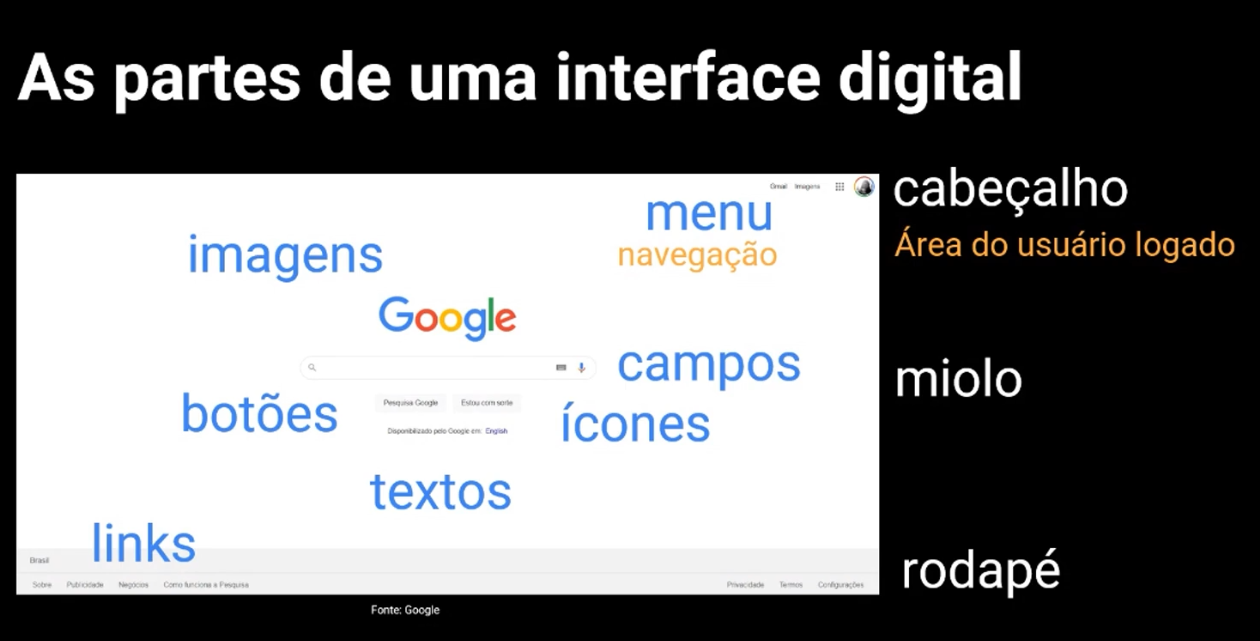 As partes de uma interface digital
Gmail Imagens
cabeçalho
menu
Área do usuário logado
navegação
imagens
Google
campos
miolo
botões
Pesquisa Google Estou com sorte
ícones
Disponibilizado pelo Google em: English
textos
links
Brasil
rodapé
Sobre Publicidade Negócios Como funciona a Pesquisa Privacidade Termos Configurações
Fonte: Google